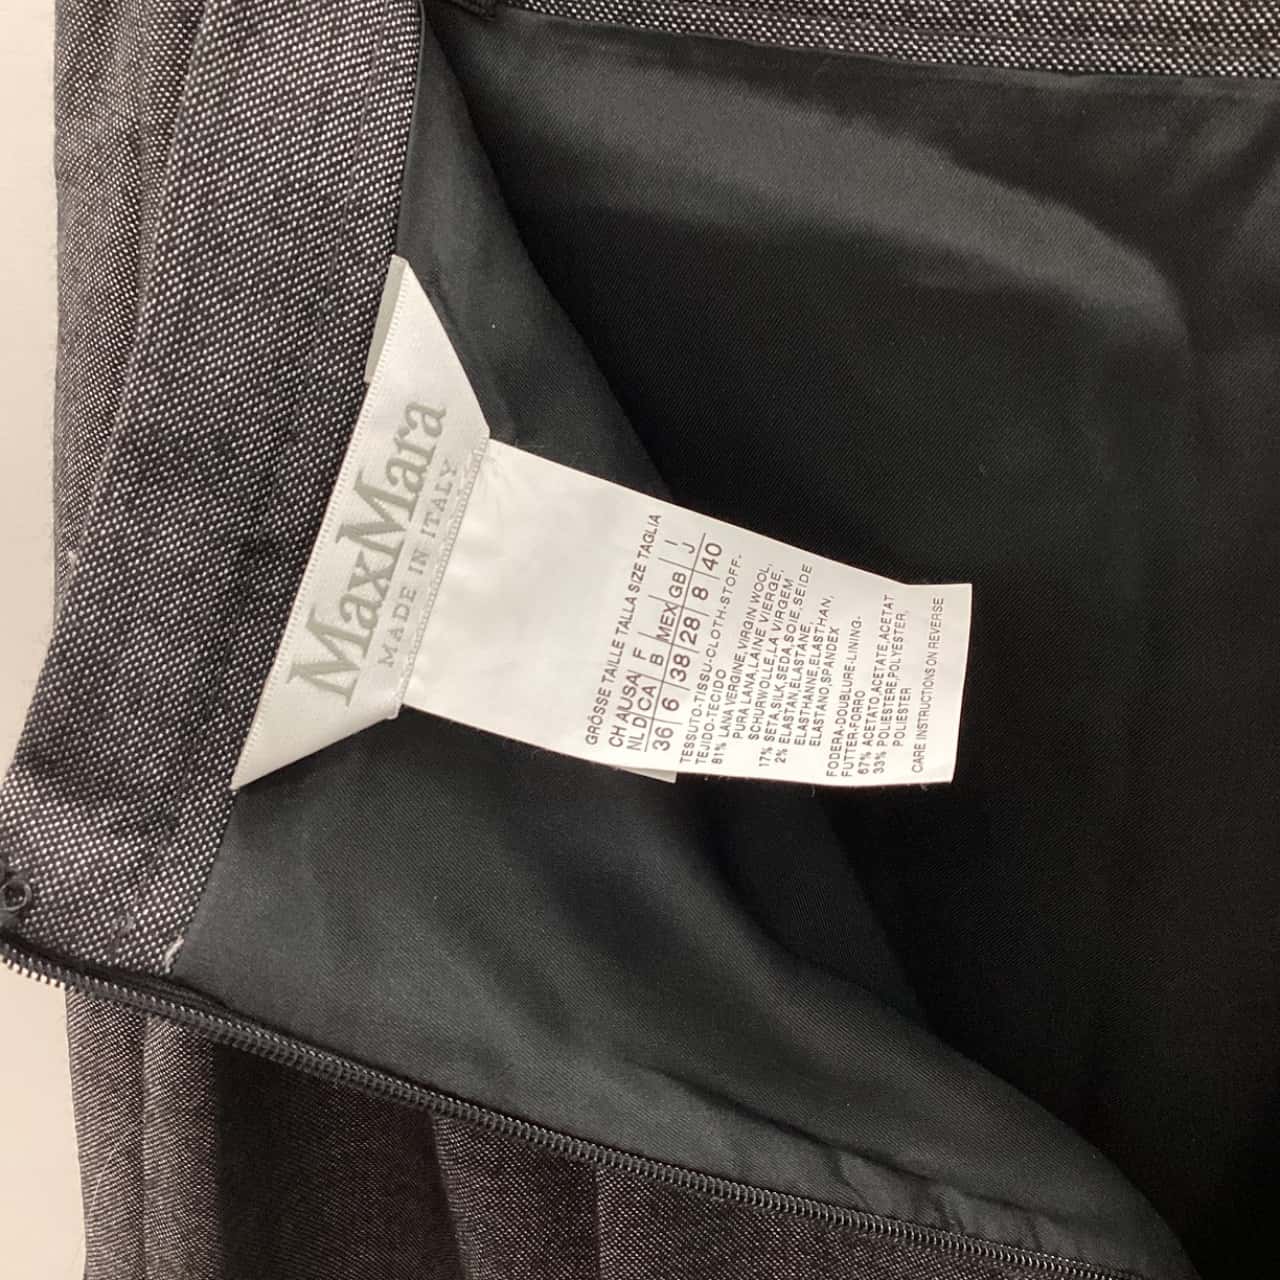 MaxMara
MADE IN ITALY
GRÖSSE TAILLE TALLA SIZE TAGLIA
CH A USA F I
NL D CA B MEX GB J
36 6 38 28 8 40
TESSUTO-TISSU-CLOTH-STOFF-
TEJIDO-TECIDO
81% LANA VERGINE,VIRGIN WOOL,
PURA LANA,LAINE VIERGE,
SCHURWOLLE,LA VIRGEM
17% SETA,SILK,SEDA,SOIE,SEIDE
2% ELASTAN,ELASTANE,
ELASTHANNE,ELASTHAN,
ELASTANO,SPANDEX
FODERA-DOUBLURE-LINING-
FUTTER-FORRO
67% ACETATO,ACETATE,ACETAT
33% POLIESTERE,POLYESTER,
POLIESTER
CARE INSTRUCTIONS ON REVERSE